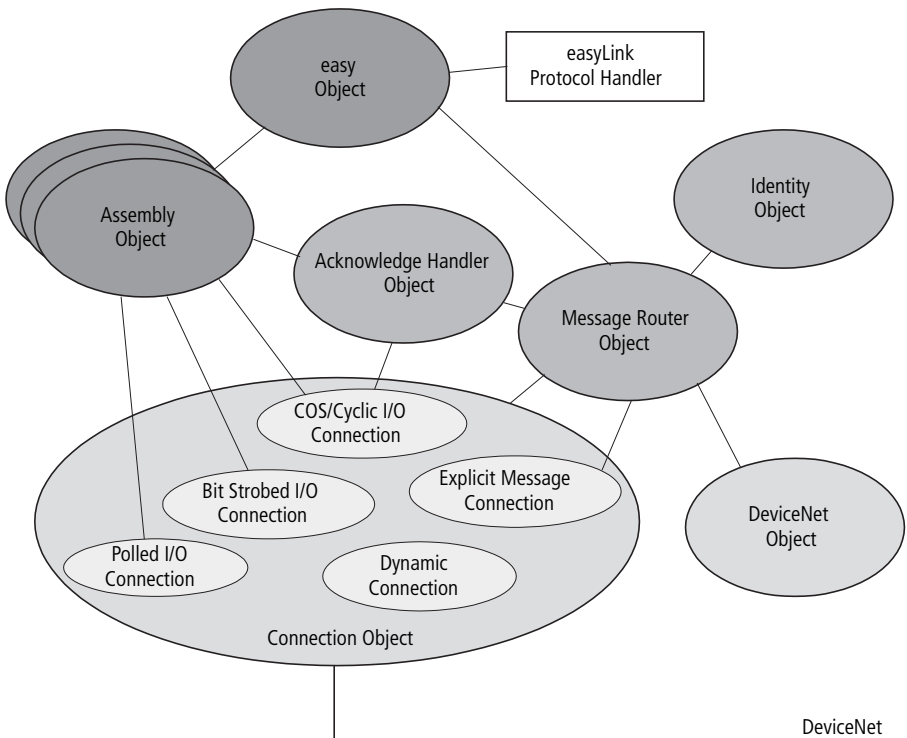 easy
Object
easyLink
Protocol Handler
Identity
Object
Assembly
Object
Acknowledge Handler
Object
Message Router
Object
COS/Cyclic I/O
Connection
Explicit Message
Connection
Bit Strobed I/O
Connection
DeviceNet
Object
Polled I/O
Connection
Dynamic
Connection
Connection Object
DeviceNet